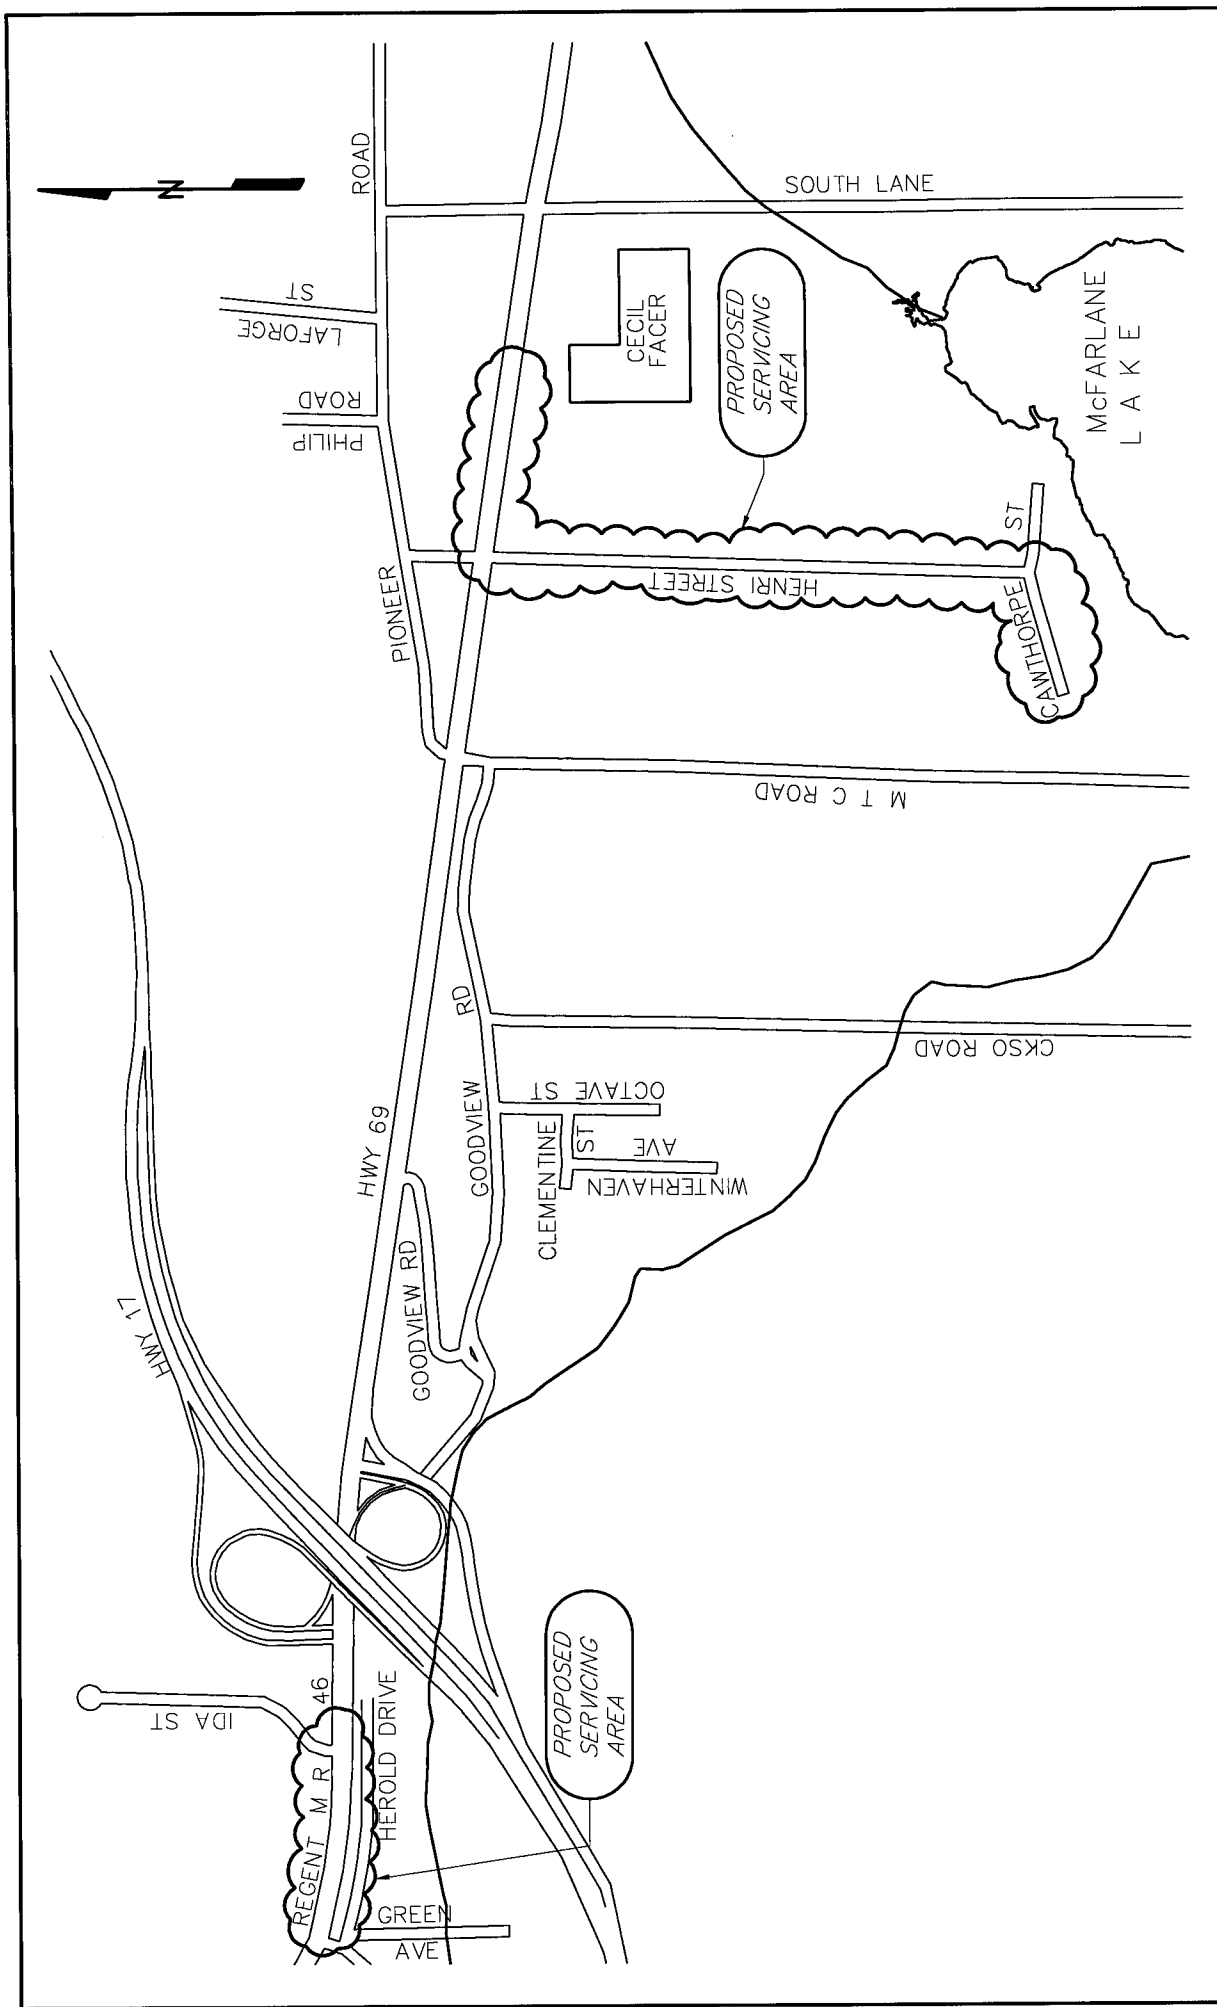 N
ROAD
SOUTH LANE
LAFORGE
ST
PHILIP
ROAD
CECIL
FACER
PROPOSED
SERVICING
AREA
McFARLANE
LAKE
PIONEER
HENRI STREET
CAWTHORPE
ST
M T C ROAD
RD
CKSO ROAD
GOODVIEW
OCTAVE ST
CLEMENTINE
ST
WINTERHAVEN
AVE
HWY 69
GOODVIEW RD
HWY 17
IDA ST
REGENT M R 46
HEROLD DRIVE
GREEN
AVE
PROPOSED
SERVICING
AREA